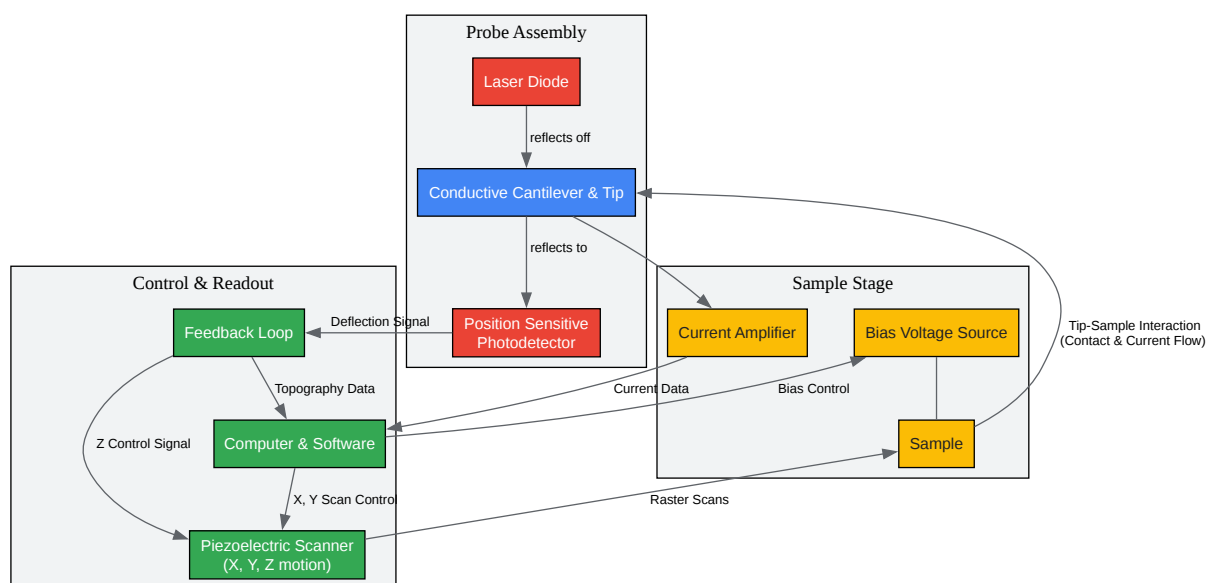 Probe Assembly
Laser Diode
reflects off
Conductive Cantilever & Tip
reflects to
Control & Readout
Sample Stage
Feedback Loop
Deflection Signal
Position Sensitive
Photodetector
Current Amplifier
Bias Voltage Source
Tip-Sample Interaction
(Contact & Current Flow)
Topography Data
Current Data
Bias Control
Z Control Signal
Computer & Software
Sample
X, Y Scan Control
Raster Scans
Piezoelectric Scanner
(X, Y, Z motion)